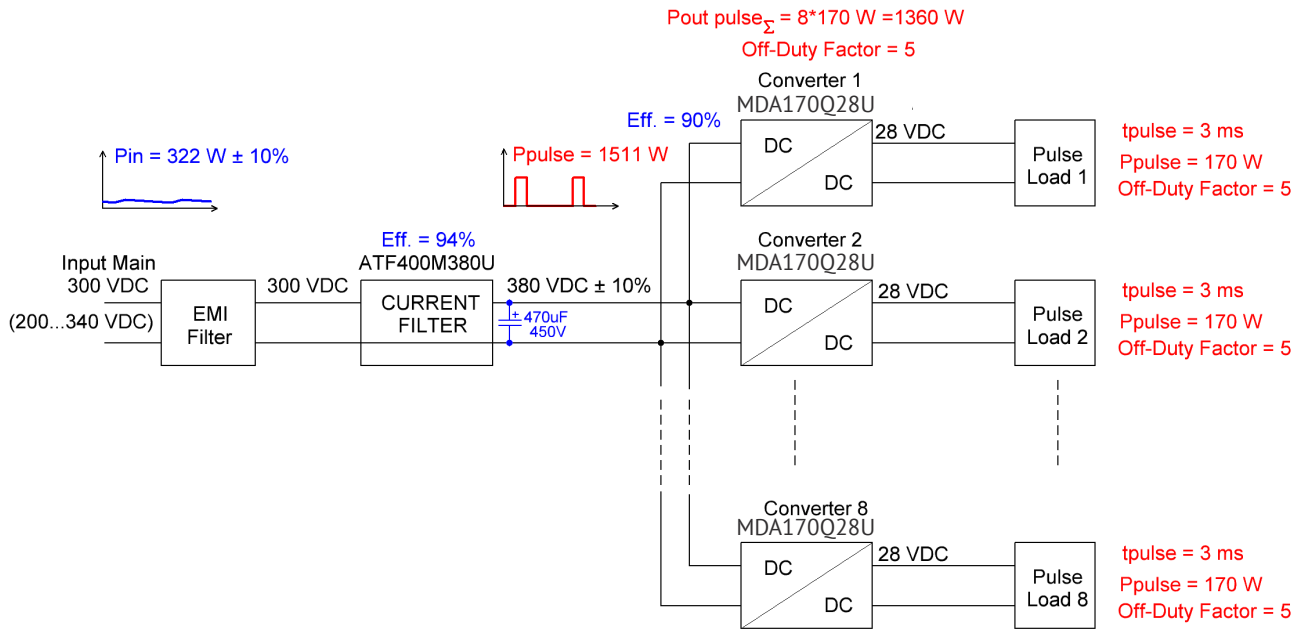 Pout pulseΣ = 8*170 W =1360 W
Off-Duty Factor = 5
Converter 1
MDA170Q28U
Eff. = 90%
DC
DC
28 VDC
Pulse
Load 1
tpulse = 3 ms
Ppulse = 170 W
Off-Duty Factor = 5
Pin = 322 W ± 10%
Ppulse = 1511 W
Input Main
300 VDC
(200...340 VDC)
EMI
Filter
300 VDC
Eff. = 94%
ATF400M380U
CURRENT
FILTER
380 VDC ± 10%
+ 470uF
450V
Converter 2
MDA170Q28U
DC
DC
28 VDC
Pulse
Load 2
tpulse = 3 ms
Ppulse = 170 W
Off-Duty Factor = 5
Converter 8
MDA170Q28U
DC
DC
28 VDC
Pulse
Load 8
tpulse = 3 ms
Ppulse = 170 W
Off-Duty Factor = 5